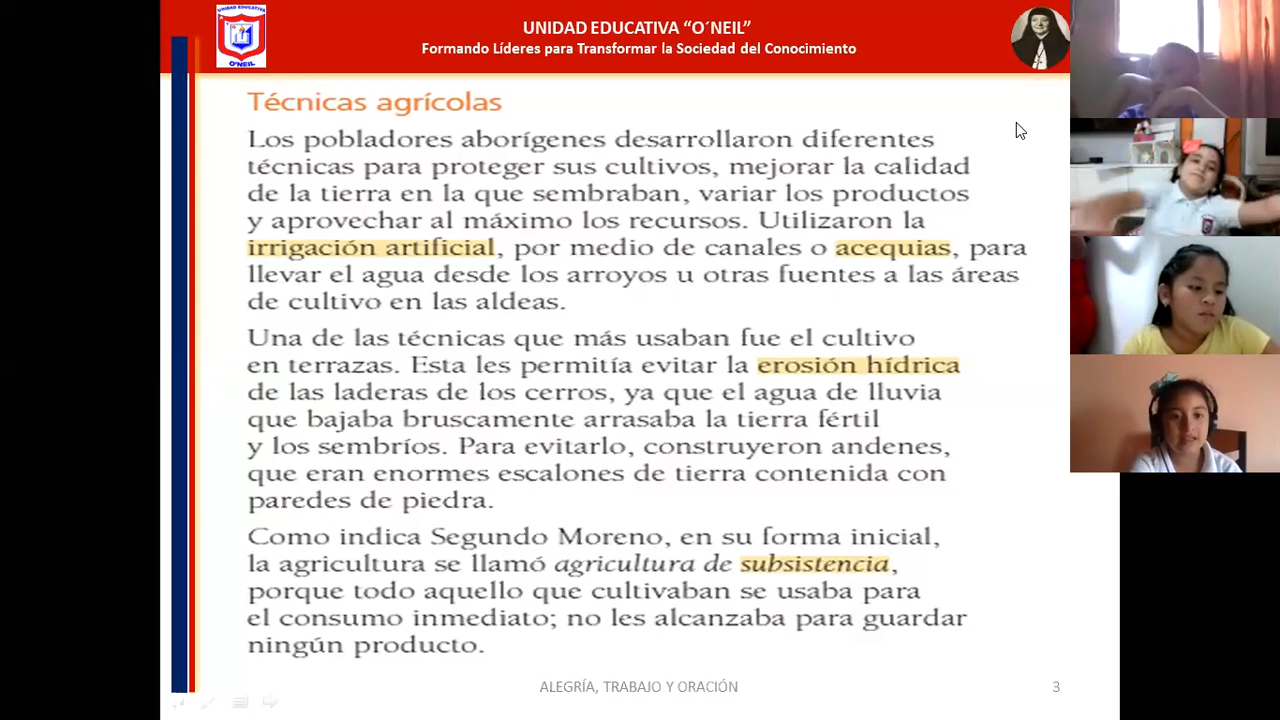 UNIDAD EDUCATIVA
O´NEIL
UNIDAD EDUCATIVA “O´NEIL”
Formando Líderes para Transformar la Sociedad del Conocimiento
Técnicas agrícolas
Los pobladores aborígenes desarrollaron diferentes
técnicas para proteger sus cultivos, mejorar la calidad
de la tierra en la que sembraban, variar los productos
y aprovechar al máximo los recursos. Utilizaron la
irrigación artificial, por medio de canales o acequias, para
llevar el agua desde los arroyos u otras fuentes a las áreas
de cultivo en las aldeas.
Una de las técnicas que más usaban fue el cultivo
en terrazas. Esta les permitía evitar la erosión hídrica
de las laderas de los cerros, ya que el agua de lluvia
que bajaba bruscamente arrasaba la tierra fértil
y los sembríos. Para evitarlo, construyeron andenes,
que eran enormes escalones de tierra contenida con
paredes de piedra.
Como indica Segundo Moreno, en su forma inicial,
la agricultura se llamó agricultura de subsistencia,
porque todo aquello que cultivaban se usaba para
el consumo inmediato; no les alcanzaba para guardar
ningún producto.
ALEGRÍA, TRABAJO Y ORACIÓN
3